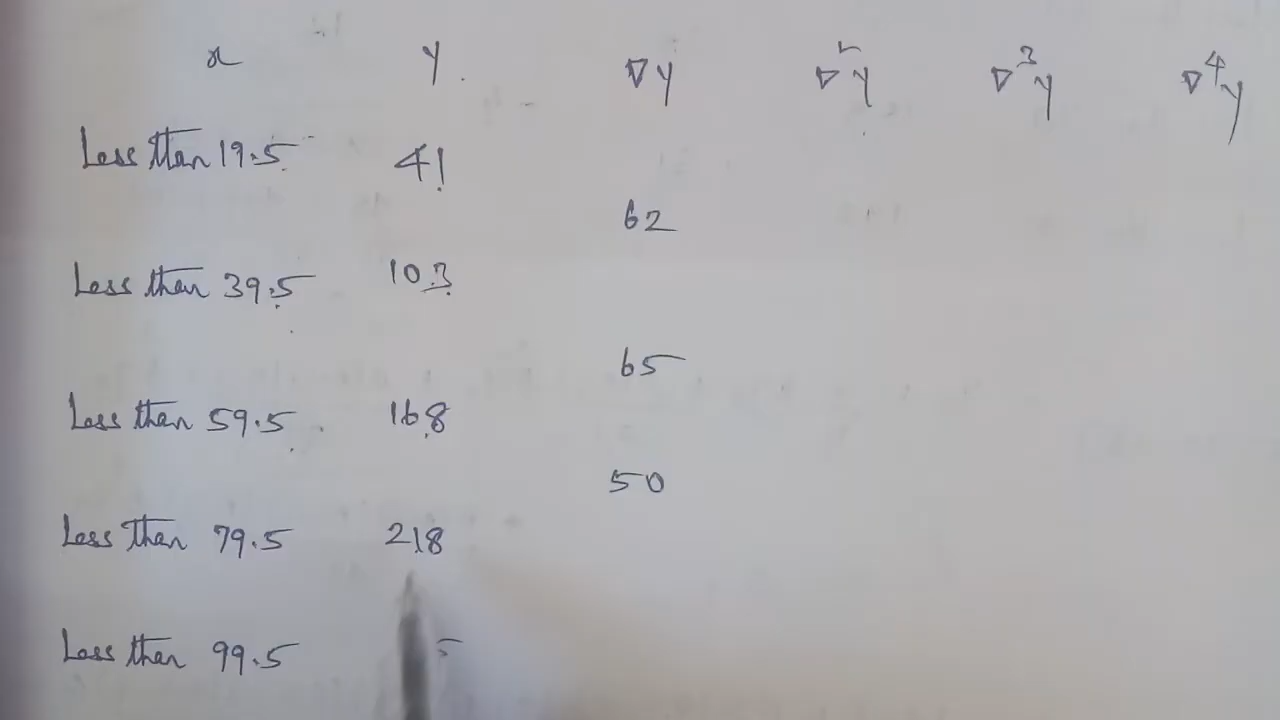 x y ∇y ∇²y ∇³y ∇⁴y
Less than 19.5 41
62
Less than 39.5 103
65
Less than 59.5 168
50
Less than 79.5 218
Less than 99.5